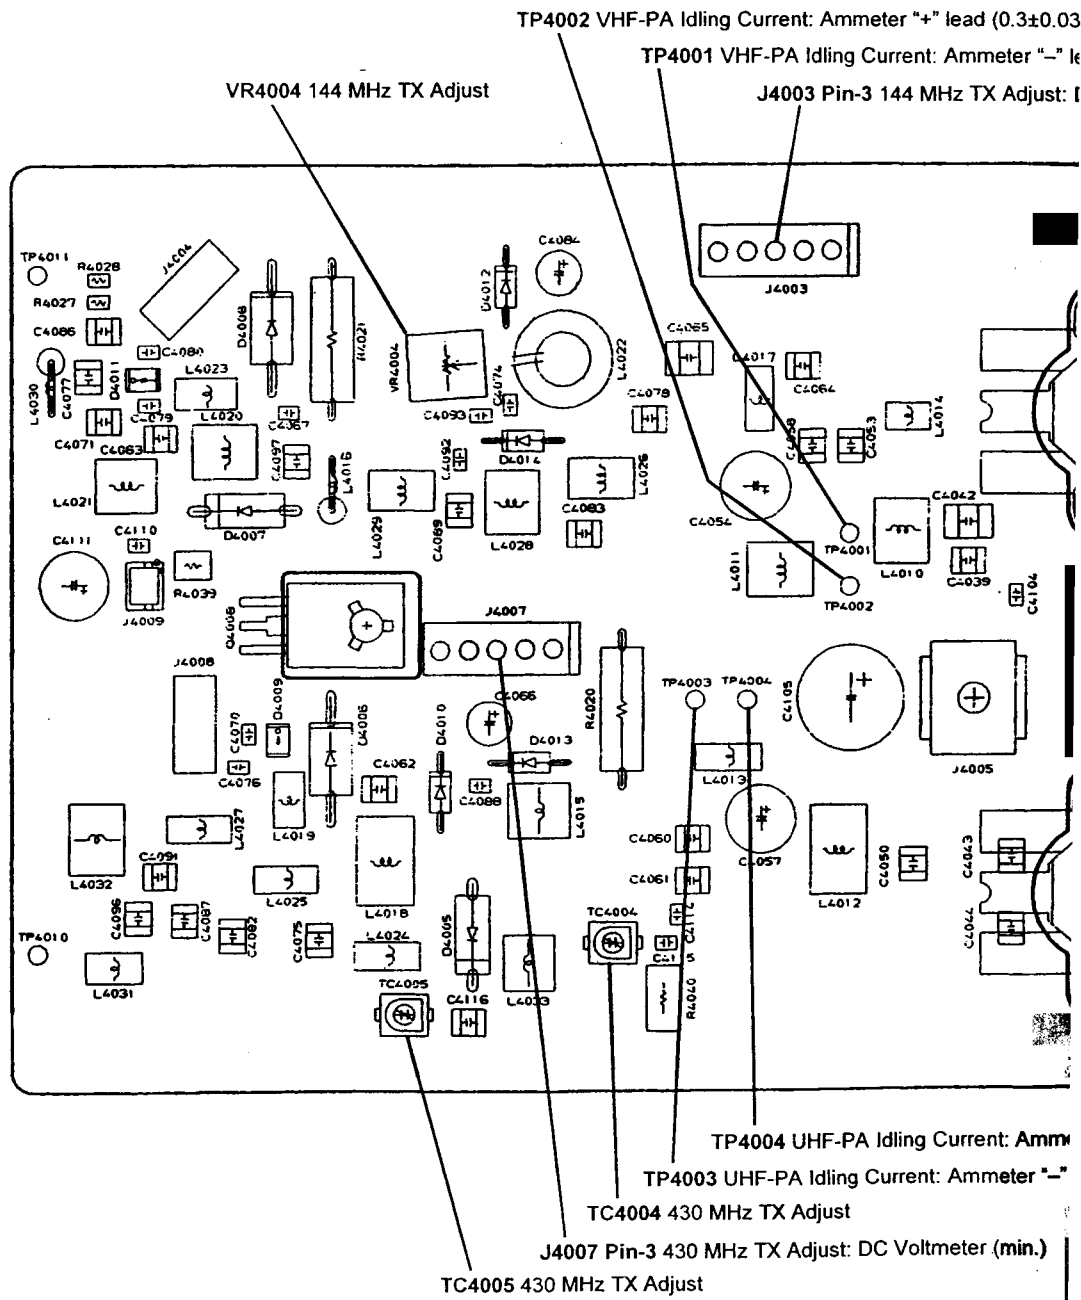 TP4002 VHF-PA Idling Current: Ammeter "+" lead (0.3±0.03
TP4001 VHF-PA Idling Current: Ammeter "–" le
VR4004 144 MHz TX Adjust
J4003 Pin-3 144 MHz TX Adjust:
TP4011
R4028
R4027
C4086
J4004
D4008
R4021
D4012
C4084
J4003
L4030
C4077
D4011
C4080
L4023
C4079
L4020
C4071
C4063
C4067
C4097
L4016
VR4004
C4074
C4093
L4022
C4065
C4078
L4017
C4064
C4058
C4053
L4014
L4021
D4007
L4029
C4092
D4014
C4089
L4028
L4026
C4083
C4054
C4042
C4111
C4110
J4009
R4039
L4011
TP4001
TP4002
L4010
C4039
C4104
Q4008
J4007
J4008
C4066
R4020
TP4003
TP4004
C4105
J4005
C4070
D4009
C4076
D4006
D4010
D4013
L4013
L4019
C4062
C4088
L4015
C4060
C4057
L4027
L4032
C4091
L4025
L4018
C4061
L4012
C4050
C4043
C4044
C4096
C4087
C4082
C4075
L4024
D4005
L4033
TC4004
C4114
C4115
R4040
TP4010
L4031
TC4005
C4116
TP4004 UHF-PA Idling Current: Amme
TP4003 UHF-PA Idling Current: Ammeter "–"
TC4004 430 MHz TX Adjust
J4007 Pin-3 430 MHz TX Adjust: DC Voltmeter (min.)
TC4005 430 MHz TX Adjust